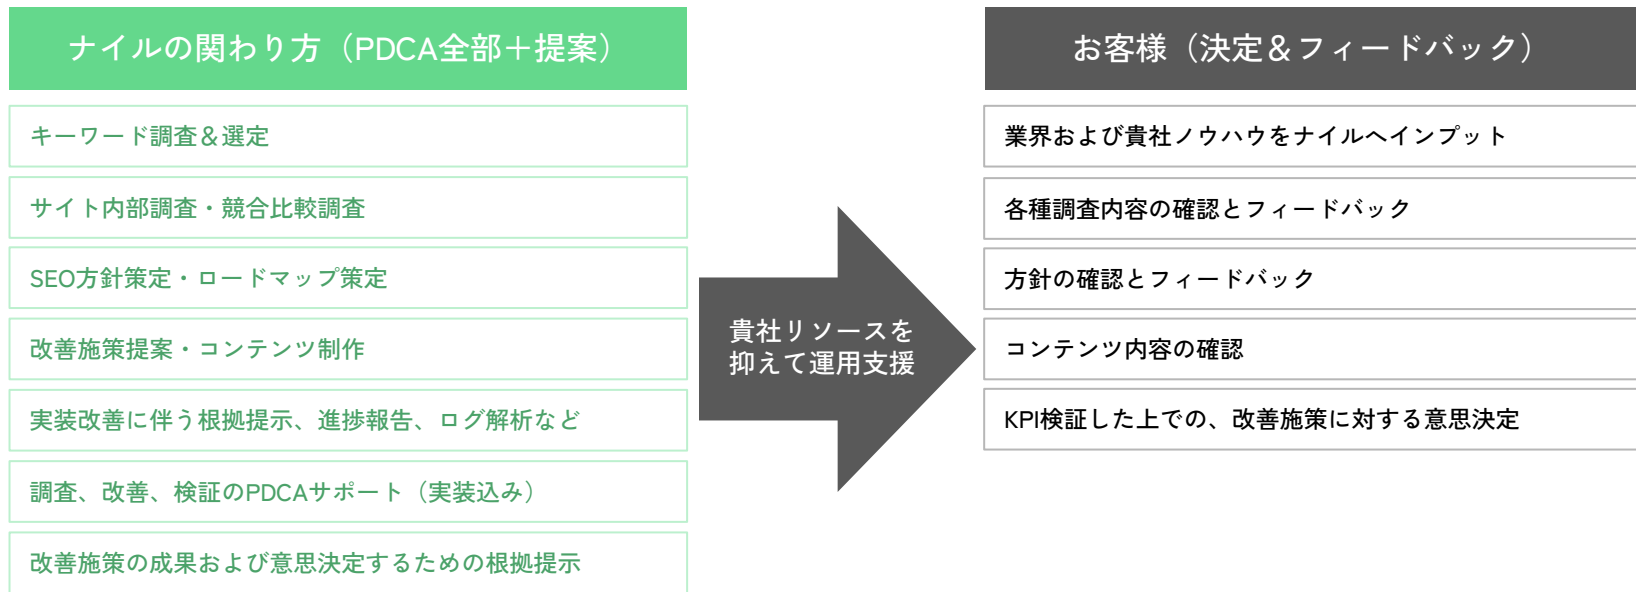 ナイルの関わり方（PDCA全部＋提案）
キーワード調査＆選定
サイト内部調査・競合比較調査
SEO方針策定・ロードマップ策定
改善施策提案・コンテンツ制作
実装改善に伴う根拠提示、進捗報告、ログ解析など
調査、改善、検証のPDCAサポート（実装込み）
改善施策の成果および意思決定するための根拠提示
貴社リソースを
抑えて運用支援
お客様（決定＆フィードバック）
業界および貴社ノウハウをナイルへインプット
各種調査内容の確認とフィードバック
方針の確認とフィードバック
コンテンツ内容の確認
KPI検証した上での、改善施策に対する意思決定